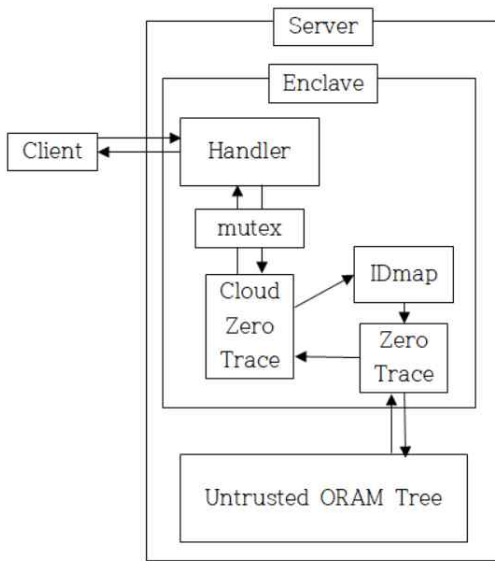 Server
Enclave
Client
Handler
mutex
Cloud
Zero
Trace
IDmap
Zero
Trace
Untrusted ORAM Tree